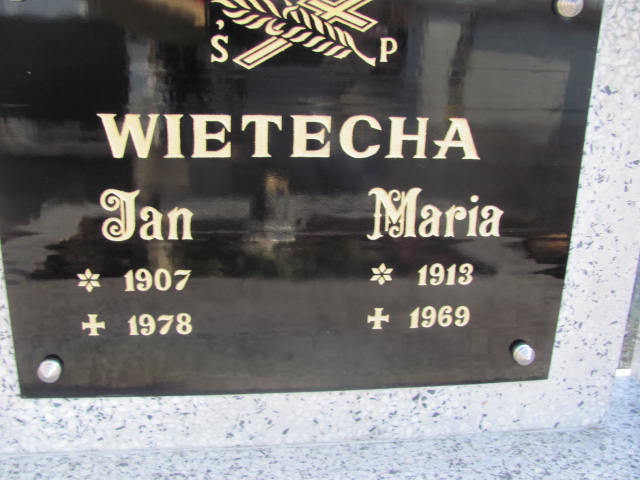 Ś P
WIETECHA
Jan Maria
* 1907 * 1913
✠ 1978 ✠ 1969